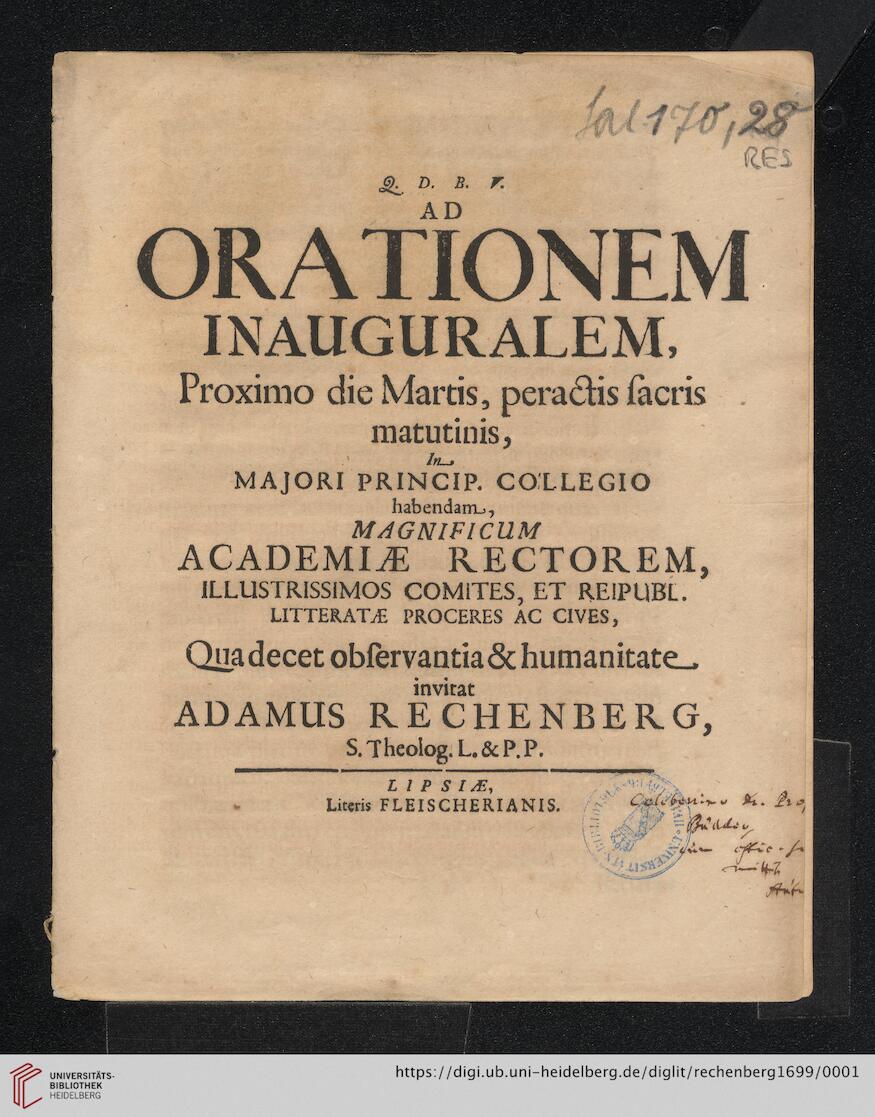 Sal. 170, 28
RES
Q. D. B. V.
AD
ORATIONEM
INAUGURALEM,
Proximo die Martis, peractis ſacris
matutinis,
In
MAJORI PRINCIP. COLLEGIO
habendam,
MAGNIFICUM
ACADEMIÆ RECTOREM,
ILLUSTRISSIMOS COMITES, ET REIPUBL.
LITTERATÆ PROCERES AC CIVES,
Qua decet obſervantia & humanitate
invitat
ADAMUS RECHENBERG,
S. Theolog. L. & P. P.
LIPSIÆ,
Literis FLEISCHERIANIS.
UNIVERSITÄTS-
BIBLIOTHEK
HEIDELBERG
https://digi.ub.uni-heidelberg.de/diglit/rechenberg1699/0001